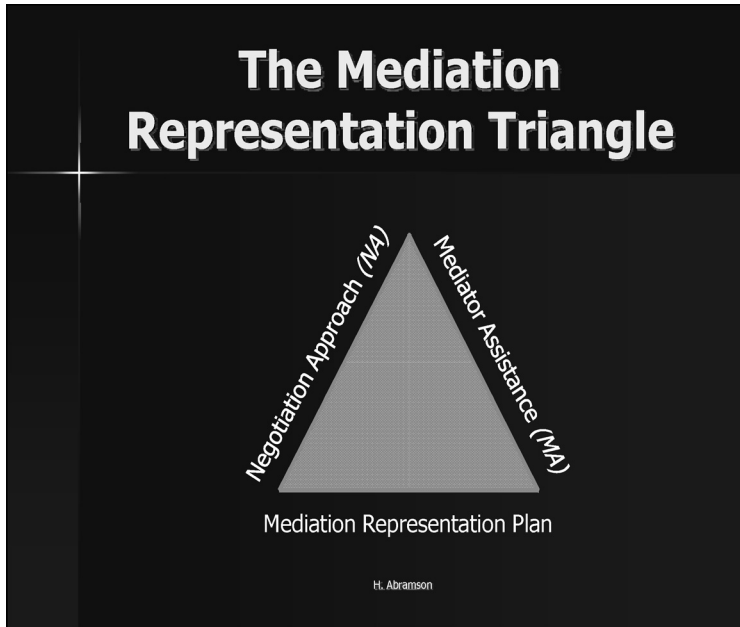 The Mediation
Representation Triangle
Negotiation Approach (NA)
Mediator Assistance (MA)
Mediation Representation Plan
H. Abramson